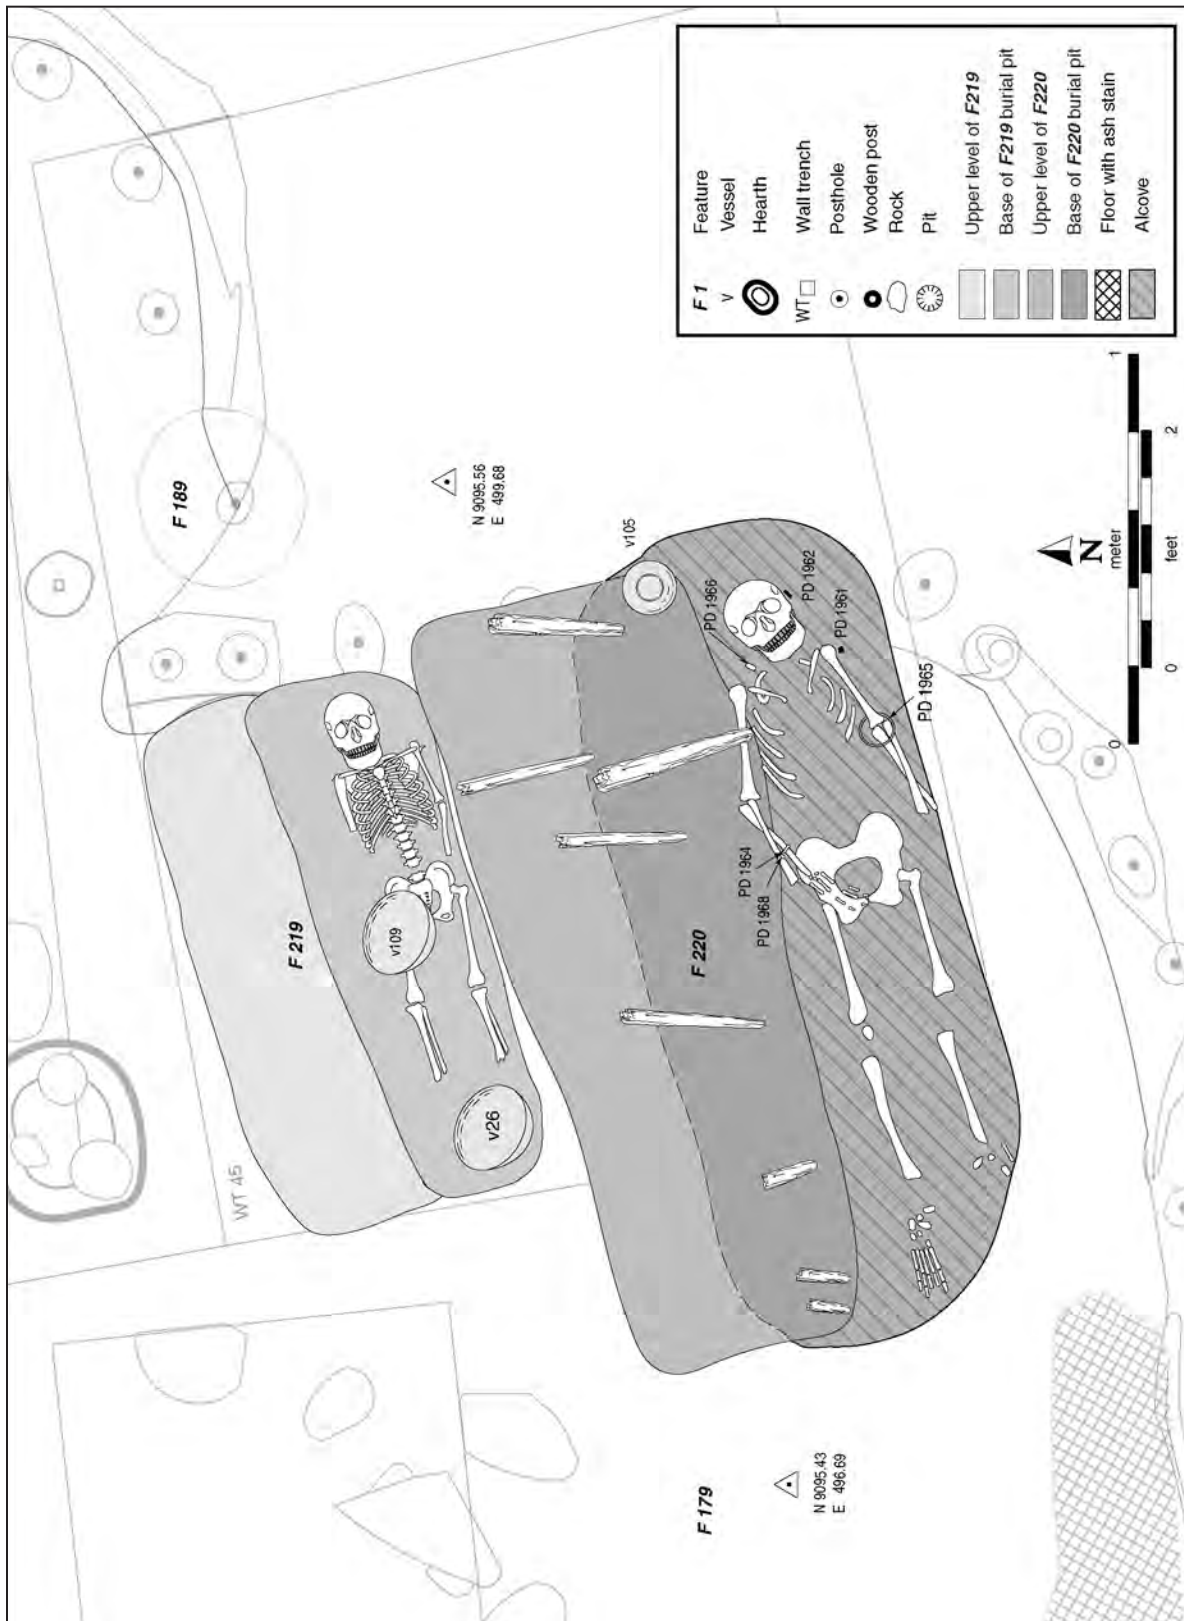 F 189
N 9095.56
E 499.68
WT 45
F 219
v109
v26
v105
F 220
PD 1966
PD 1962
PD 1961
PD 1965
PD 1964
PD 1968
F 179
N 9095.43
E 496.69
F 1 Feature
V Vessel
Hearth
WT Wall trench
Posthole
Wooden post
Rock
Pit
Upper level of F219
Base of F219 burial pit
Upper level of F220
Base of F220 burial pit
Floor with ash stain
Alcove
N
0 meter 1
0 feet 2